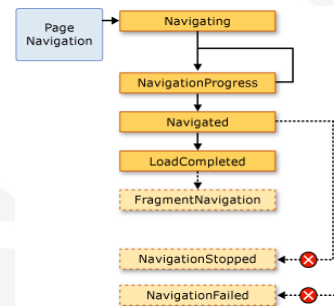 Page
Navigation
Navigating
NavigationProgress
Navigated
LoadCompleted
FragmentNavigation
NavigationStopped
NavigationFailed